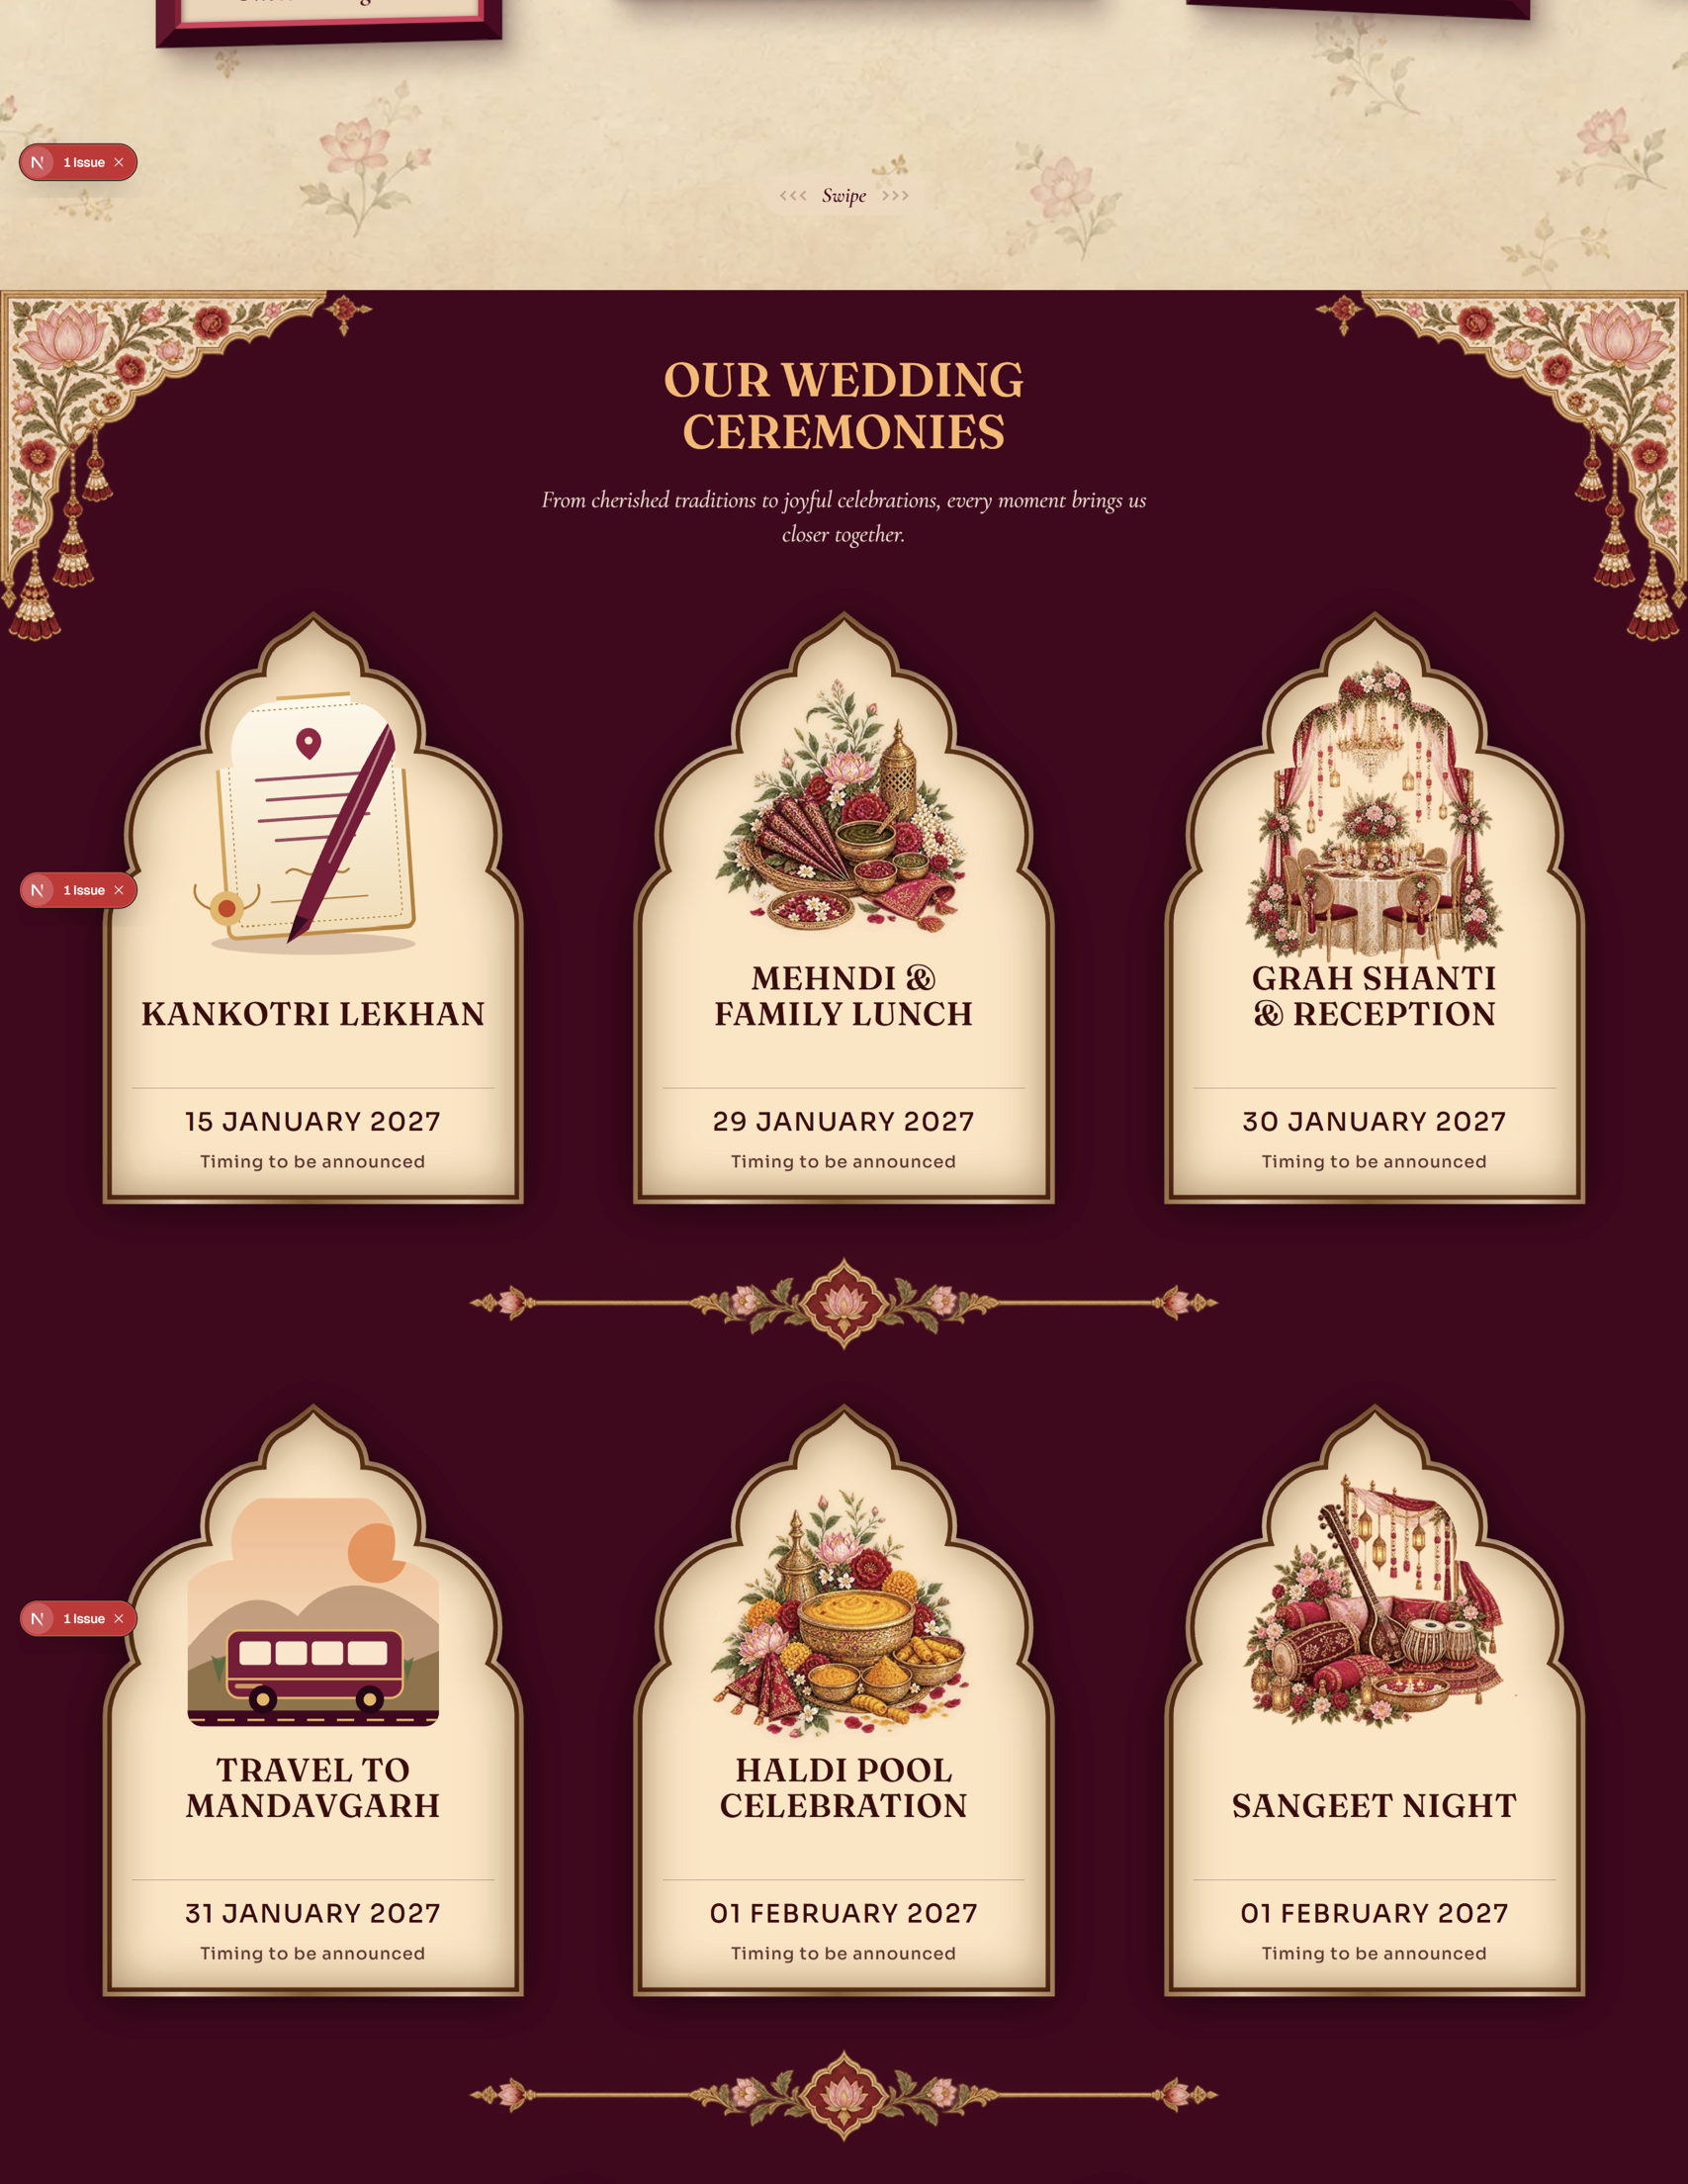 1 Issue
Swipe
OUR WEDDING
CEREMONIES
From cherished traditions to joyful celebrations, every moment brings us
closer together.
1 Issue
KANKOTRI LEKHAN
15 JANUARY 2027
Timing to be announced
MEHNDI &
FAMILY LUNCH
29 JANUARY 2027
Timing to be announced
GRAH SHANTI
& RECEPTION
30 JANUARY 2027
Timing to be announced
1 Issue
TRAVEL TO
MANDAVGARH
31 JANUARY 2027
Timing to be announced
HALDI POOL
CELEBRATION
01 FEBRUARY 2027
Timing to be announced
SANGEET NIGHT
01 FEBRUARY 2027
Timing to be announced